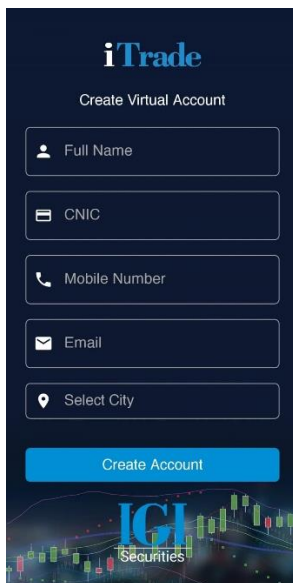 iTrade
Create Virtual Account
Full Name
CNIC
Mobile Number
Email
Select City
Create Account
IGI
Securities